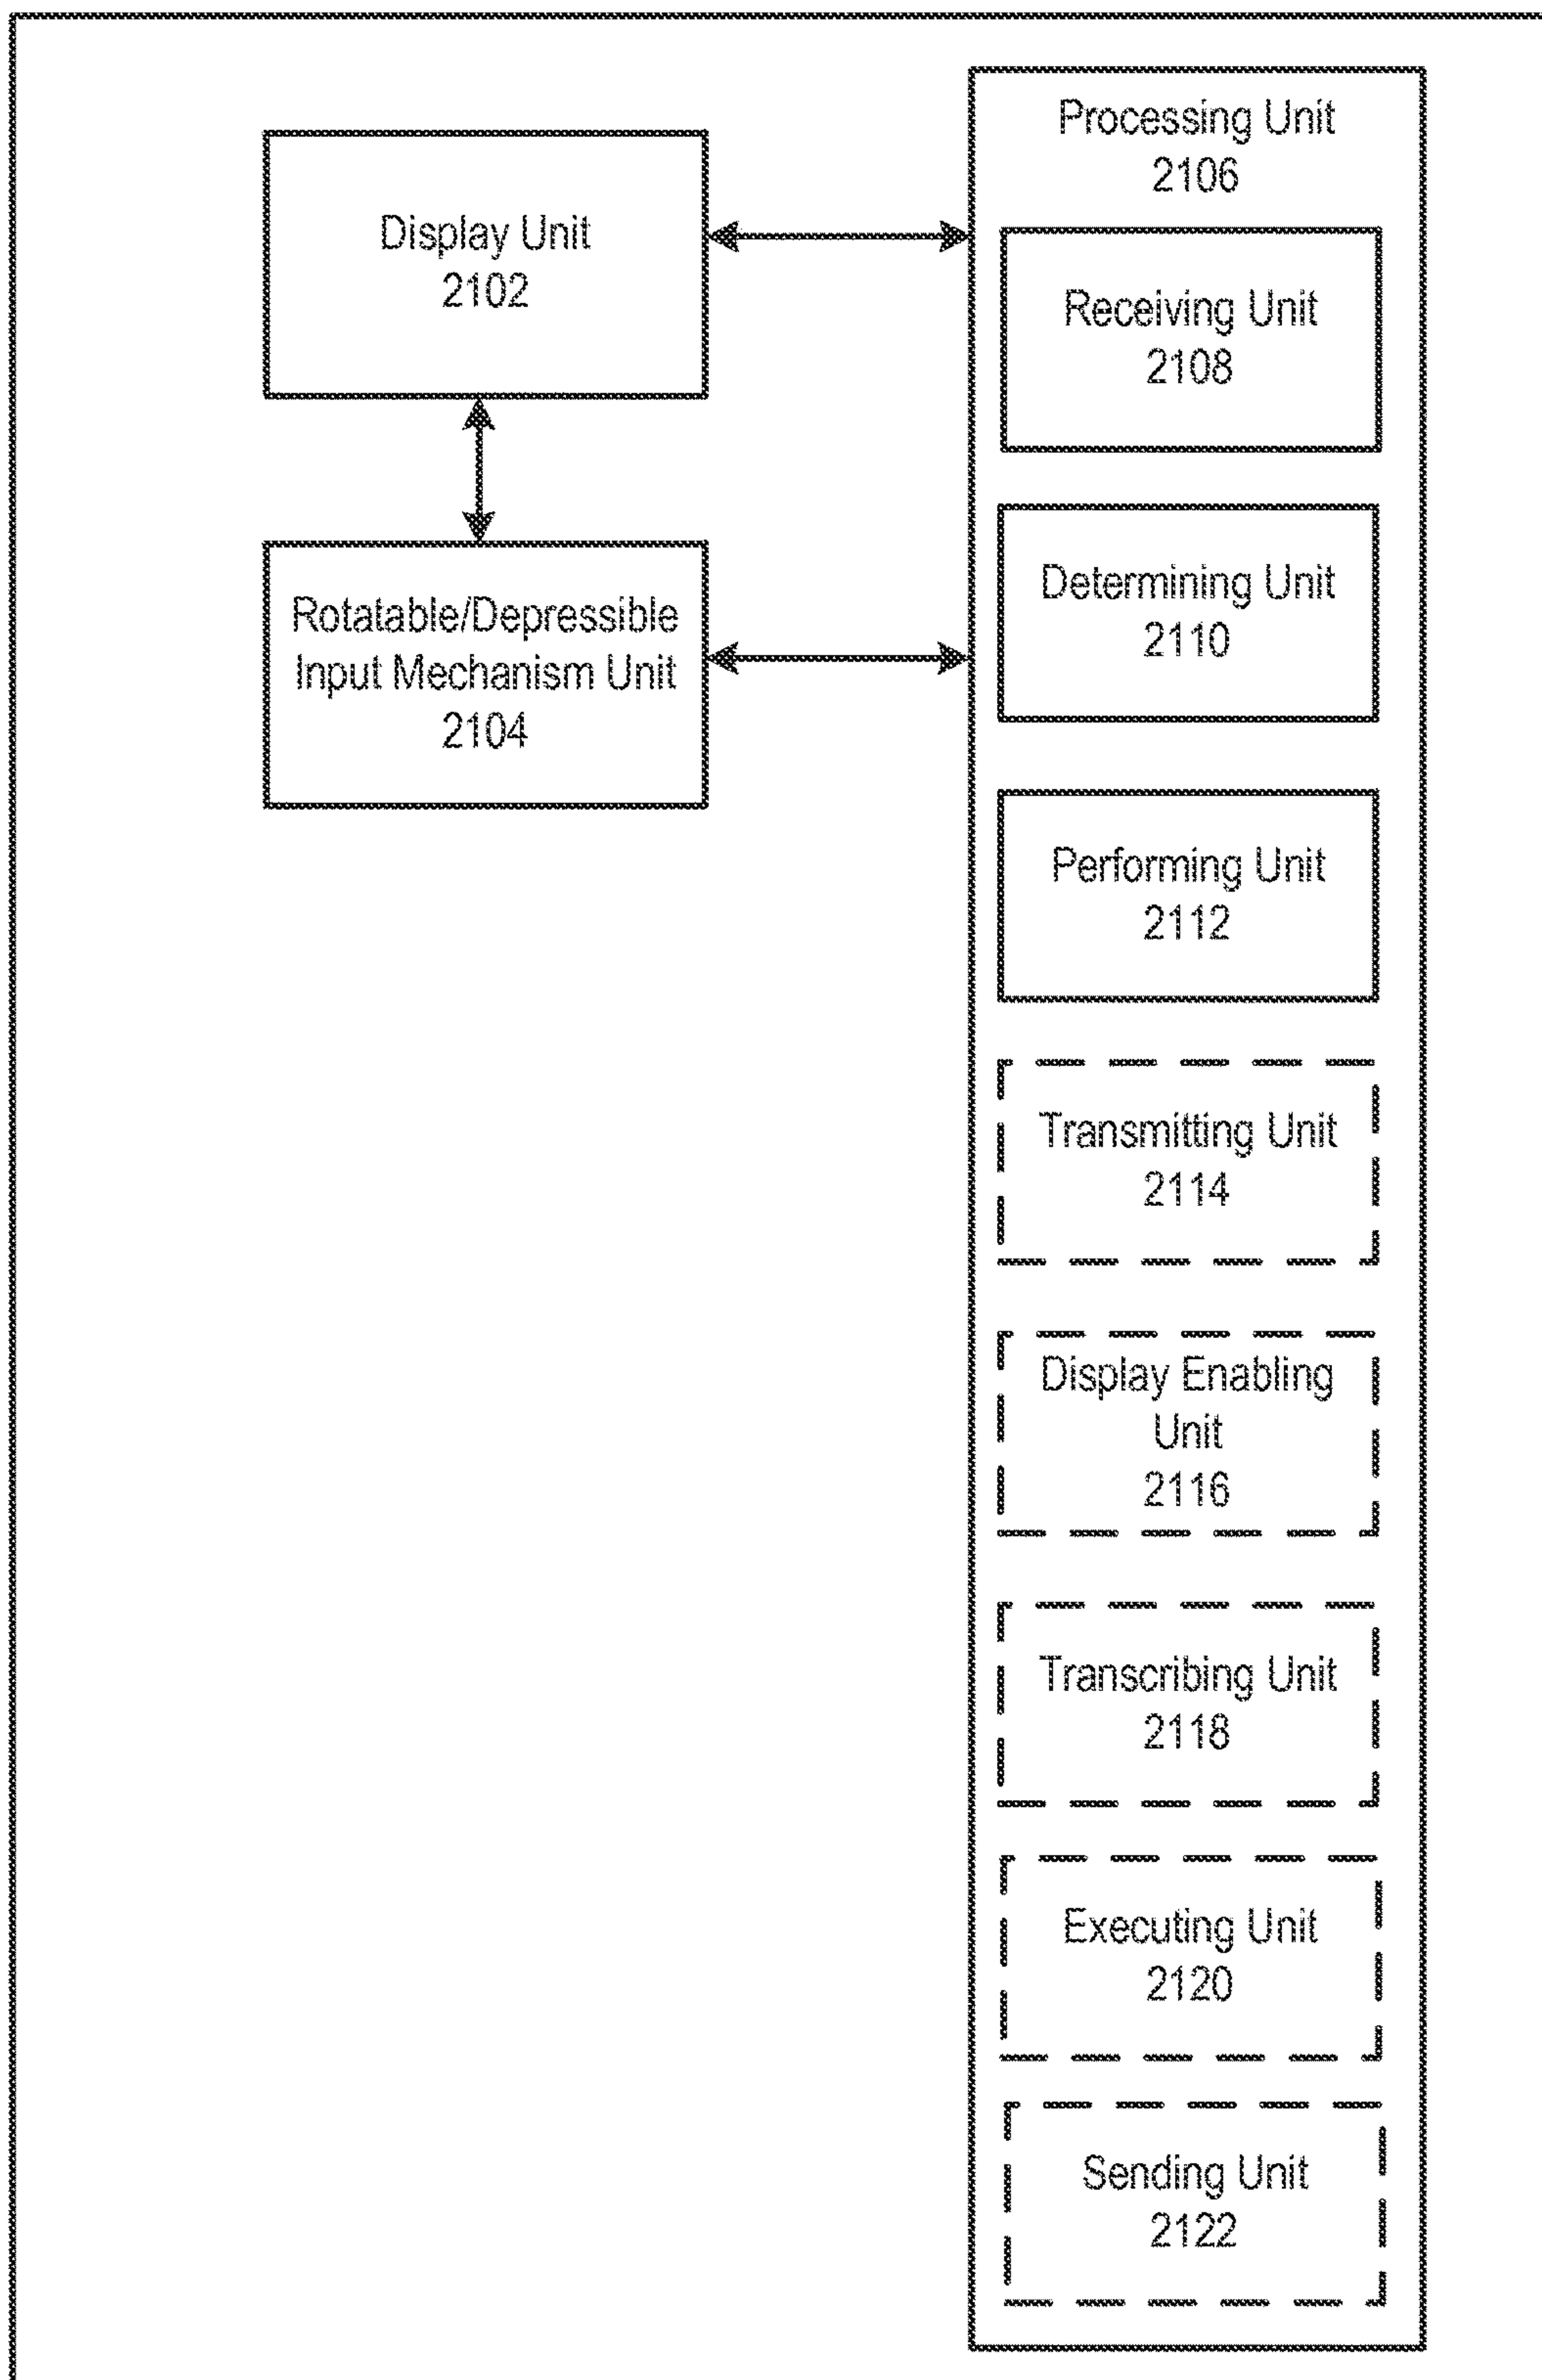 Display Unit
2102
Rotatable/Depressible
Input Mechanism Unit
2104
Processing Unit
2106
Receiving Unit
2108
Determining Unit
2110
Performing Unit
2112
Transmitting Unit
2114
Display Enabling
Unit
2116
Transcribing Unit
2118
Executing Unit
2120
Sending Unit
2122